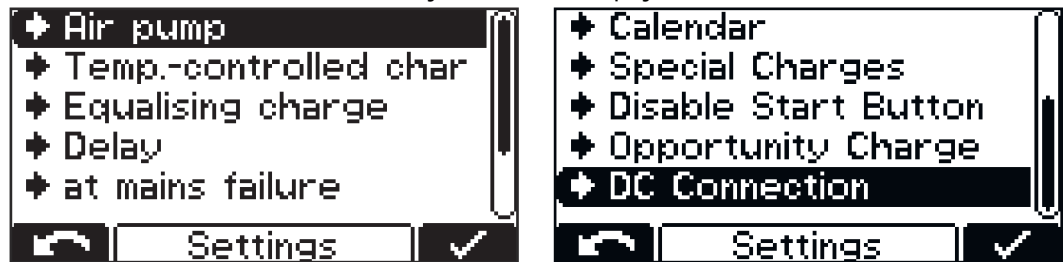 Air pump
Temp.-controlled char
Equalising charge
Delay
at mains failure
Settings
Calendar
Special Charges
Disable Start Button
Opportunity Charge
DC Connection
Settings